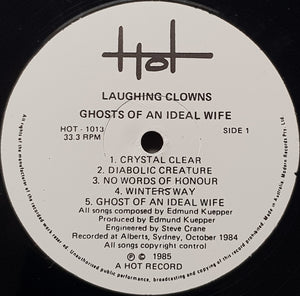 Hot
LAUGHING CLOWNS
GHOSTS OF AN IDEAL WIFE
HOT - 1013
33.3 RPM
SIDE 1
1. CRYSTAL CLEAR
2. DIABOLIC CREATURE
3. NO WORDS OF HONOUR
4. WINTERS WAY
5. GHOST OF AN IDEAL WIFE
All songs composed by Edmund Kuepper
Produced by Edmund Kuepper
Engineered by Steve Crane
Recorded at Alberts, Sydney, October 1984
All songs copyright control
℗ © 1985
A HOT RECORD